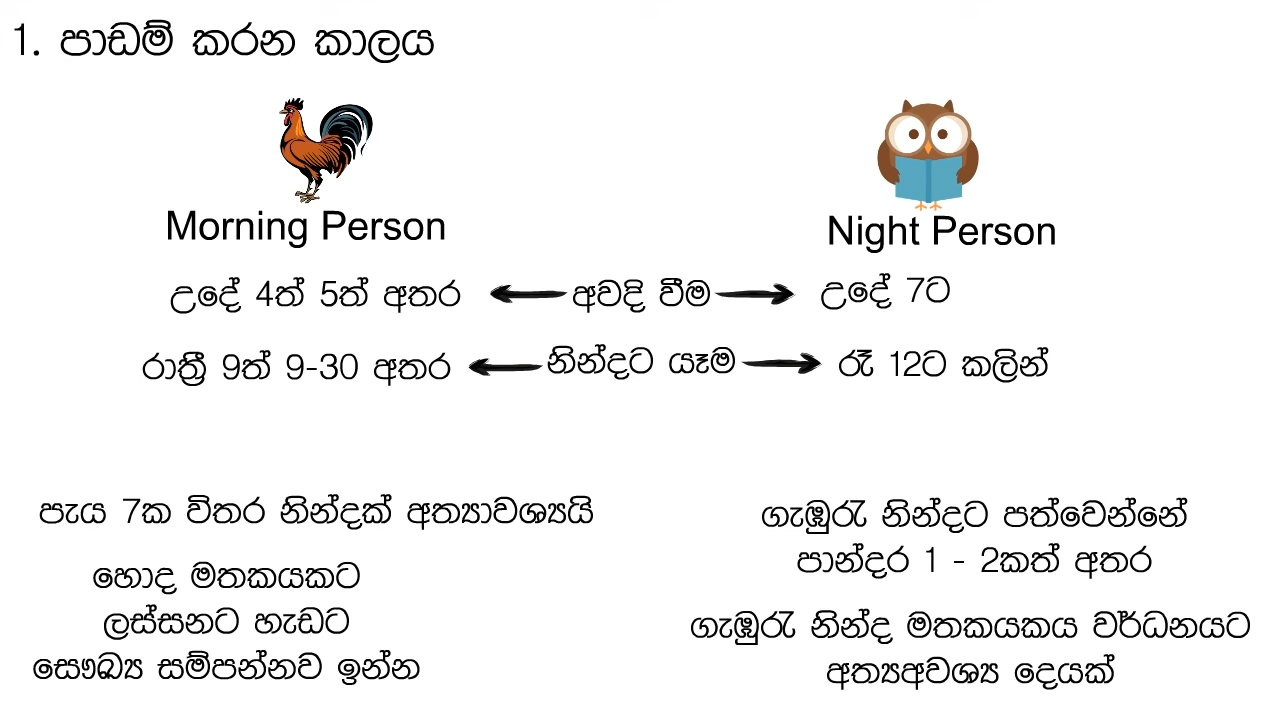 1. පාඩම් කරන කාලය
Morning Person
Night Person
උදේ 4ත් 5ත් අතර
අවදි වීම
උදේ 7ට
රාත්‍රී 9ත් 9-30 අතර
නින්දට යෑම
රෑ 12ට කලින්
පැය 7ක විතර නින්දක් අත්‍යාවශ්‍යයි
හොද මතකයකට
ලස්සනට හැඩට
සෞඛ්‍ය සම්පන්නව ඉන්න
ගැඹුරැ නින්දට පත්වෙන්නේ
පාන්දර 1 - 2කත් අතර
ගැඹුරැ නින්ද මතකයකය වර්ධනයට
අත්‍යඅවශ්‍ය දෙයක්